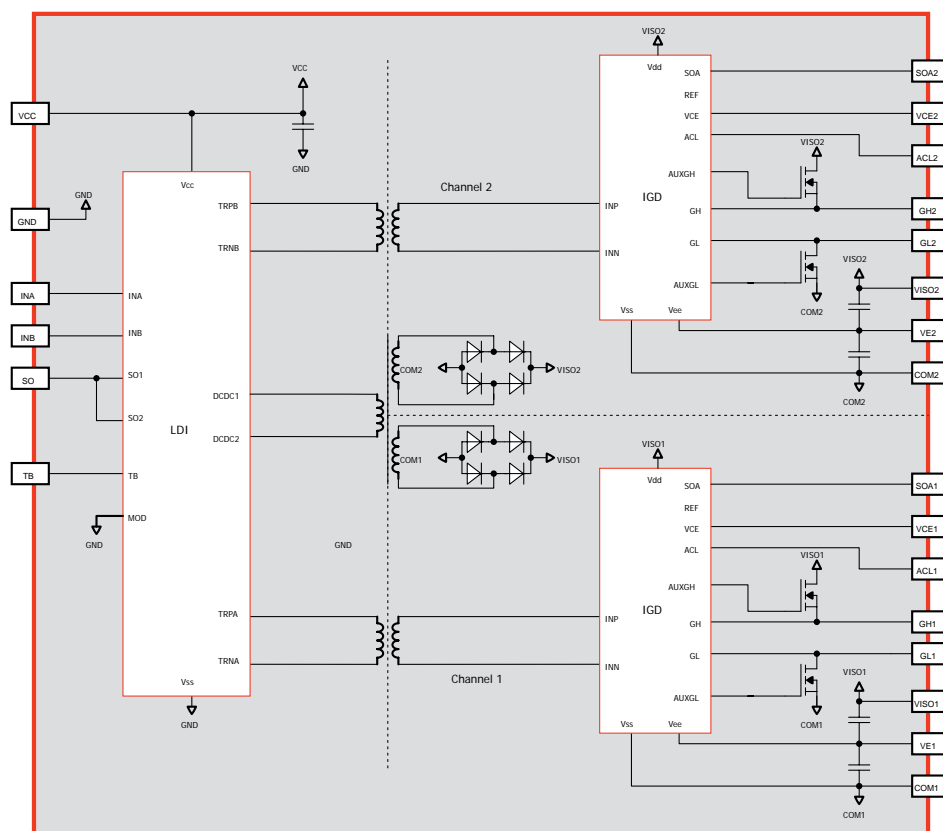 VISO2
Vdd
SOA
SOA2
VCC
REF
VCC
VCE
VCE2
ACL
ACL2
GND
VISO2
Vcc
AUXGH
IGD
Channel 2
GND
TRPB
INP
GH
GH2
GND
GL
GL2
TRNB
INN
VISO2
AUXGL
VISO2
INA
INA
Vss
Vee
COM2
INB
INB
VE2
SO
SO1
COM2
VISO2
COM2
DCDC1
COM2
SO2
LDI
DCDC2
VISO1
COM1
VISO1
TB
TB
Vdd
SOA
SOA1
REF
MOD
VCE
VCE1
GND
GND
ACL
VISO1
ACL1
AUXGH
IGD
TRPA
INP
GH
GH1
GL
GL1
TRNA
INN
Channel 1
VISO1
Vss
AUXGL
VISO1
GND
Vss
Vee
COM1
VE1
COM1
COM1